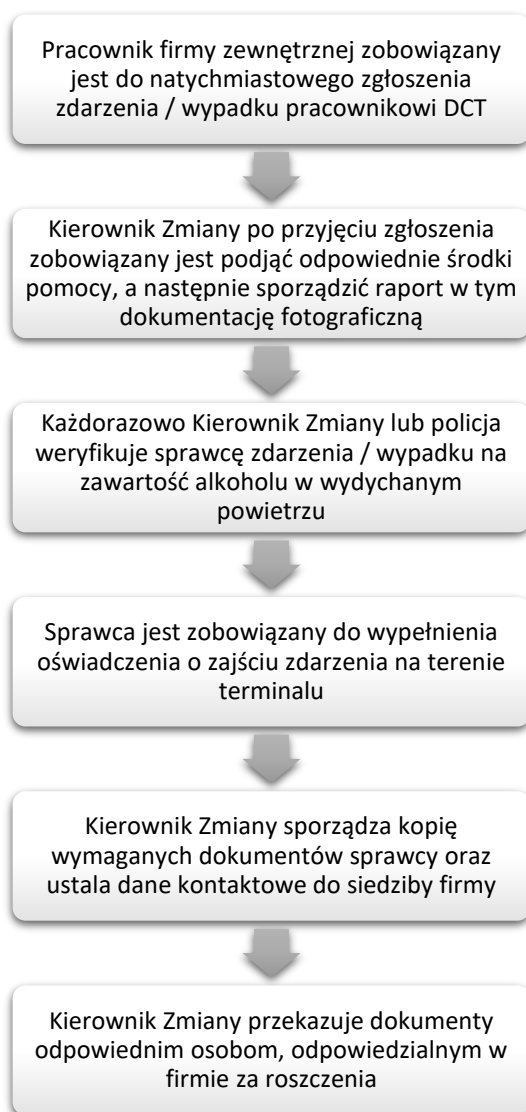 Pracownik firmy zewnętrznej zobowiązany
jest do natychmiastowego zgłoszenia
zdarzenia / wypadku pracownikowi DCT
Kierownik Zmiany po przyjęciu zgłoszenia
zobowiązany jest podjąć odpowiednie środki
pomocy, a następnie sporządzić raport w tym
dokumentację fotograficzną
Każdorazowo Kierownik Zmiany lub policja
weryfikuje sprawcę zdarzenia / wypadku na
zawartość alkoholu w wydychanym
powietrzu
Sprawca jest zobowiązany do wypełnienia
oświadczenia o zajściu zdarzenia na terenie
terminalu
Kierownik Zmiany sporządza kopię
wymaganych dokumentów sprawcy oraz
ustala dane kontaktowe do siedziby firmy
Kierownik Zmiany przekazuje dokumenty
odpowiednim osobom, odpowiedzialnym w
firmie za roszczenia